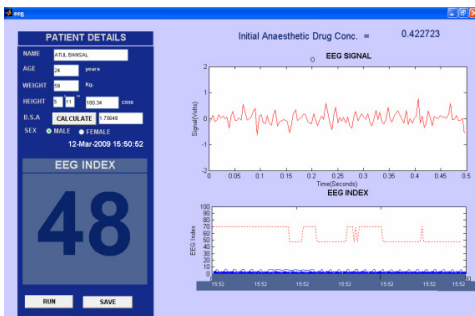 eeg
PATIENT DETAILS
NAME ATUL BANSAL
AGE 24 years
WEIGHT 59 Kg.
HEIGHT 5 11 " 180.34 cms
B.S.A CALCULATE 1.75048
SEX MALE FEMALE
12-Mar-2009 15:50:52
EEG INDEX
48
RUN SAVE
Initial Anaesthetic Drug Conc. = 0.422723
EEG SIGNAL
Signal(Volts)
2
1
0
-1
-2
0 0.05 0.1 0.15 0.2 0.25 0.3 0.35 0.4 0.45 0.5
Time(Seconds)
EEG INDEX
EEG Index
100
90
80
70
60
50
40
30
20
10
0
15:52 15:52 15:52 15:52 15:52 15:52 15:52